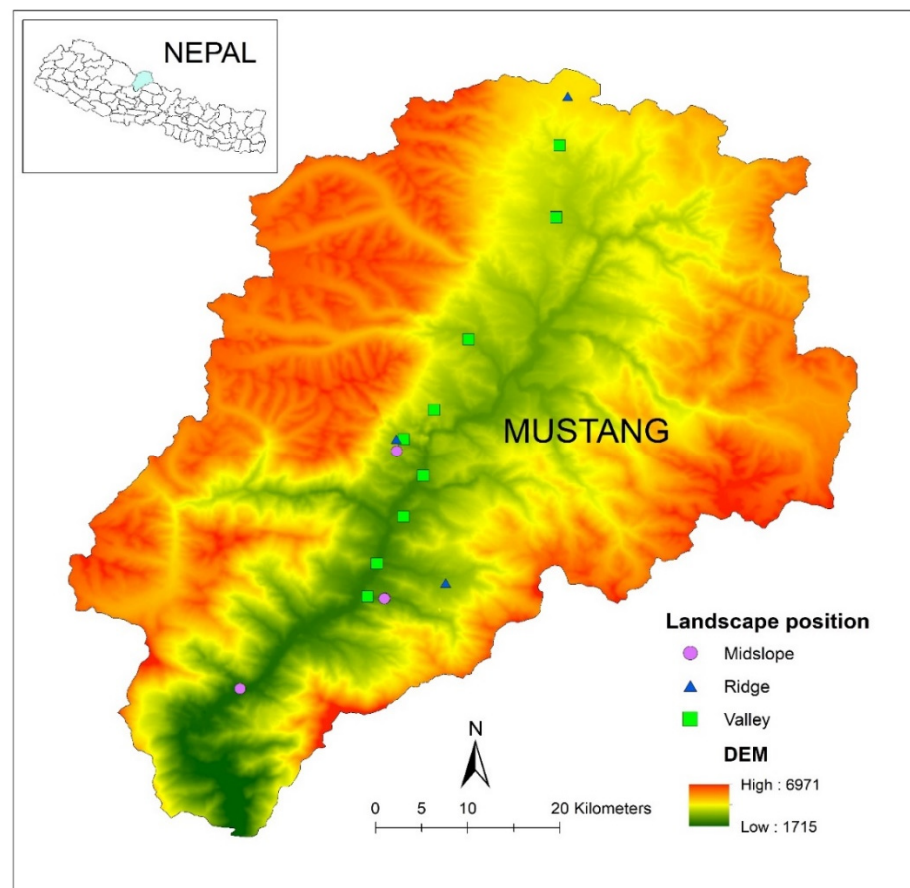 NEPAL
MUSTANG
Landscape position
Midslope
Ridge
Valley
DEM
High : 6971
Low : 1715
N
0 5 10 20 Kilometers